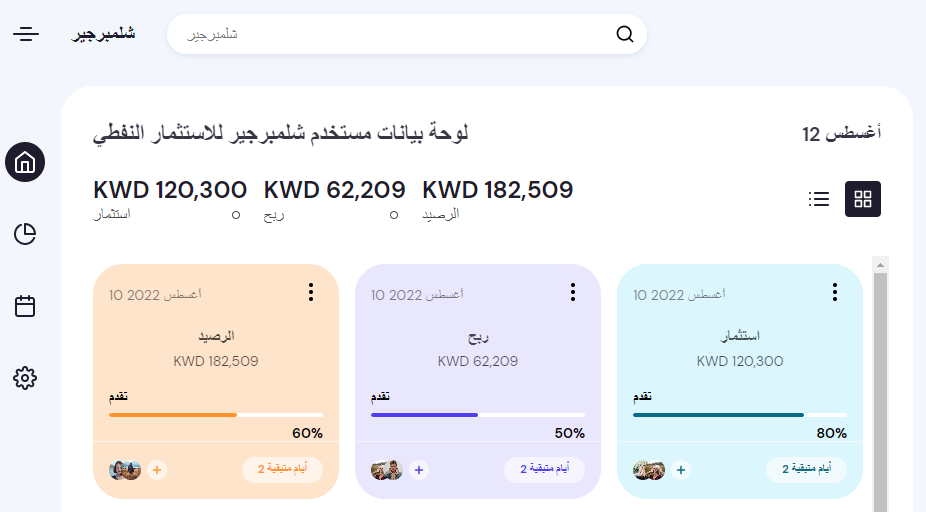 شلمبرجير
شلمبرجير
لوحة بيانات مستخدم شلمبرجير للاستثمار النفطي
أغسطس 12
KWD 120,300
استثمار
KWD 62,209
ربح
KWD 182,509
الرصيد
أغسطس 2022 10
الرصيد
KWD 182,509
تقدم
60%
أيام متبقية 2
أغسطس 2022 10
ربح
KWD 62,209
تقدم
50%
أيام متبقية 2
أغسطس 2022 10
استثمار
KWD 120,300
تقدم
80%
أيام متبقية 2